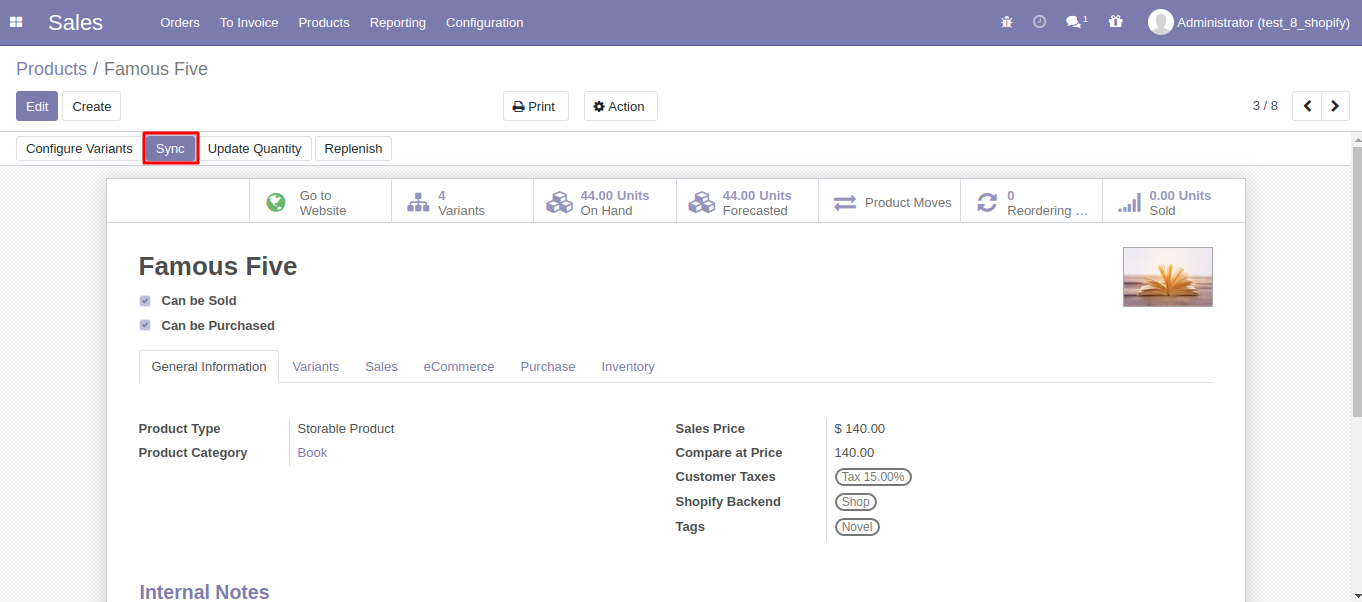 Sales Orders To Invoice Products Reporting Configuration 1 Administrator (test_8_shopify)
Products / Famous Five
Edit Create Print Action 3 / 8
Configure Variants Sync Update Quantity Replenish
Go to Website
4 Variants
44.00 Units On Hand
44.00 Units Forecasted
Product Moves
0 Reordering ...
0.00 Units Sold
Famous Five
Can be Sold
Can be Purchased
General Information Variants Sales eCommerce Purchase Inventory
Product Type Storable Product
Product Category Book
Sales Price $ 140.00
Compare at Price 140.00
Customer Taxes Tax 15.00%
Shopify Backend Shop
Tags Novel
Internal Notes